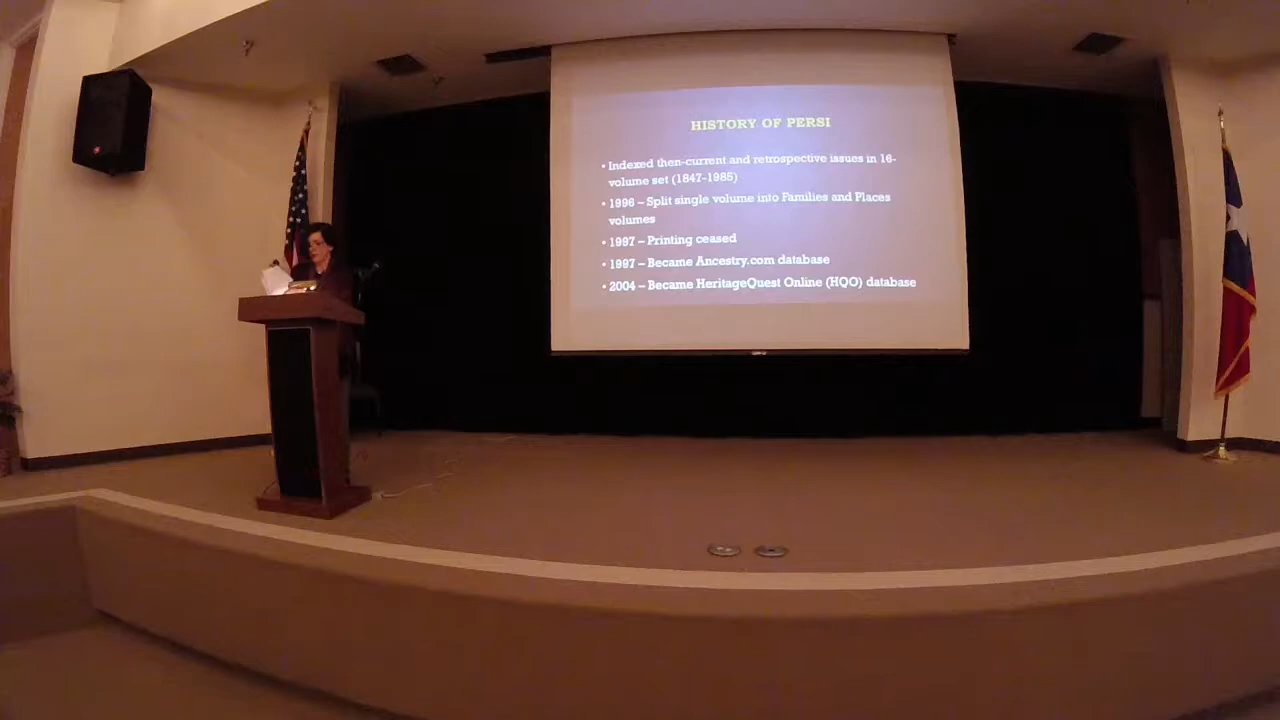 HISTORY OF PERSI
• Indexed then-current and retrospective issues in 16-
volume set (1847-1985)
• 1996 – Split single volume into Families and Places
volumes
• 1997 – Printing ceased
• 1997 – Became Ancestry.com database
• 2004 – Became HeritageQuest Online (HQO) database